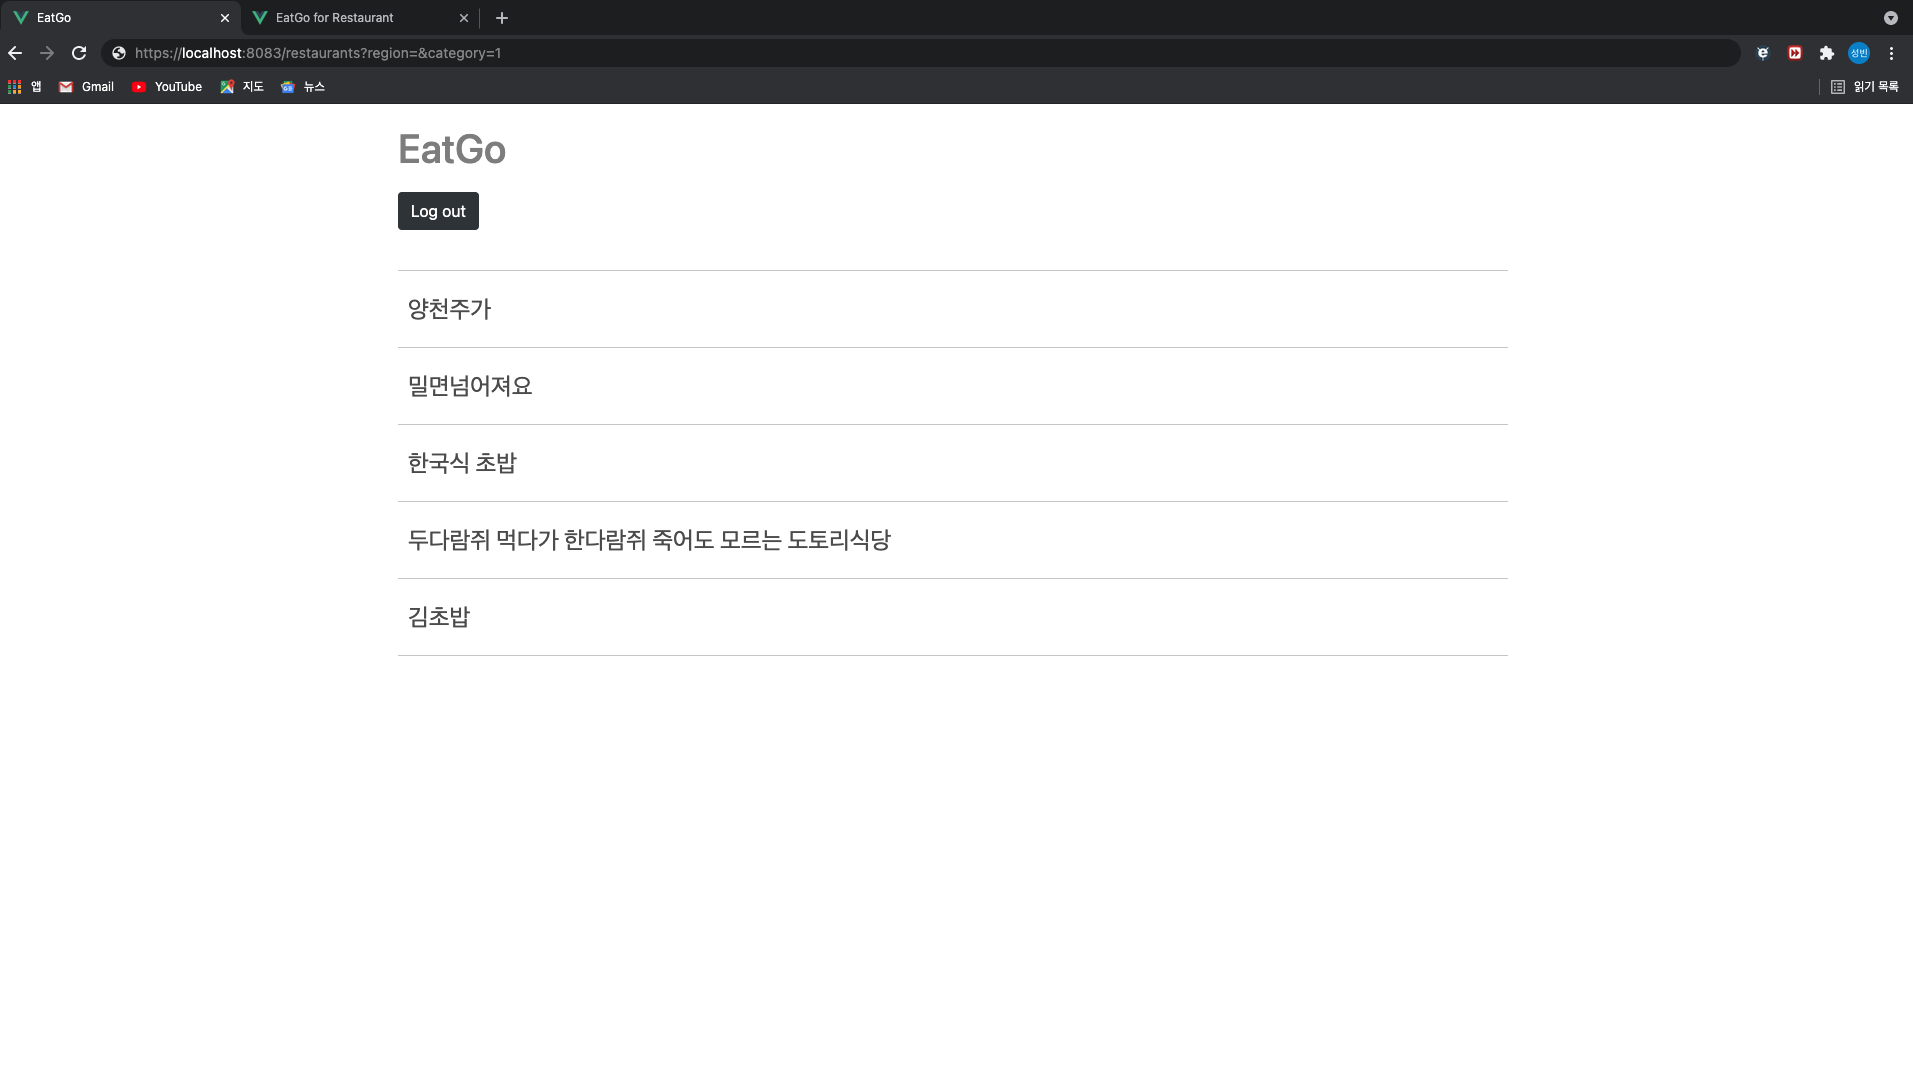 EatGo
EatGo for Restaurant
https://localhost:8083/restaurants?region=&category=1
성빈
앱
Gmail
YouTube
지도
뉴스
읽기 목록
EatGo
Log out
양천주가
밀면넘어져요
한국식 초밥
두다람쥐 먹다가 한다람쥐 죽어도 모르는 도토리식당
김초밥